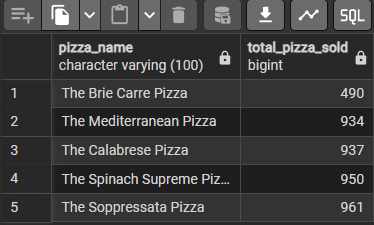 SQL
pizza_name total_pizza_sold
character varying (100) bigint
1 The Brie Carre Pizza 490
2 The Mediterranean Pizza 934
3 The Calabrese Pizza 937
4 The Spinach Supreme Piz... 950
5 The Soppressata Pizza 961